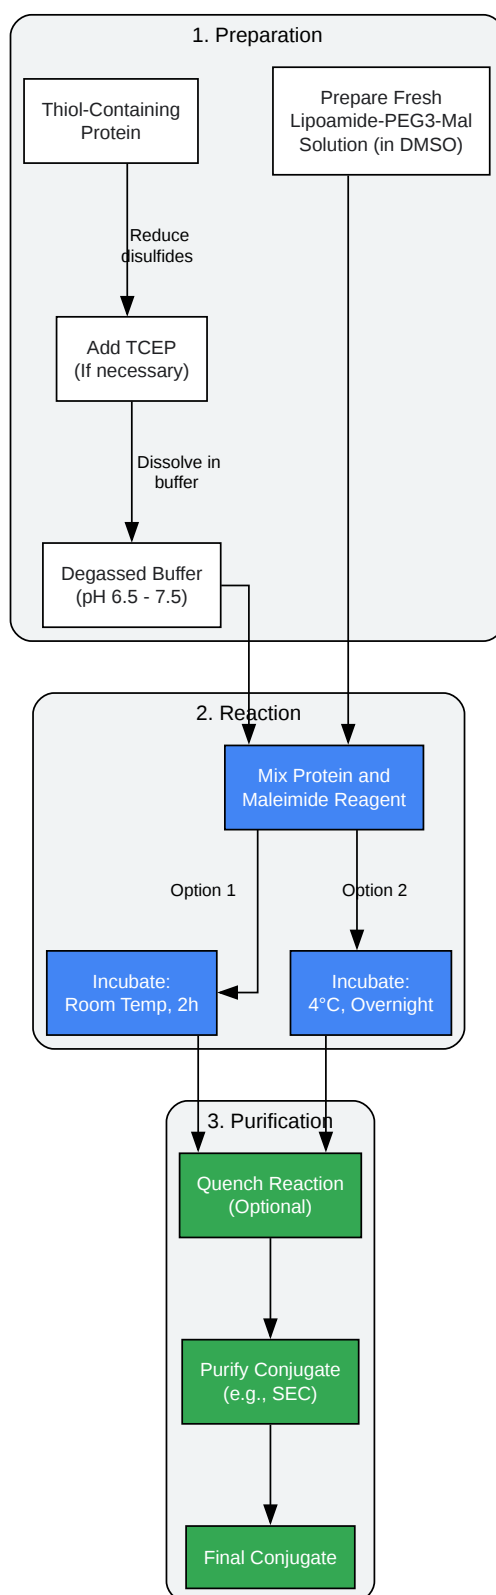 1. Preparation
Thiol-Containing
Protein
Prepare Fresh
Lipoamide-PEG3-Mal
Solution (in DMSO)
Reduce
disulfides
Add TCEP
(If necessary)
Dissolve in
buffer
Degassed Buffer
(pH 6.5 - 7.5)
2. Reaction
Mix Protein and
Maleimide Reagent
Option 1
Option 2
Incubate:
Room Temp, 2h
Incubate:
4°C, Overnight
3. Purification
Quench Reaction
(Optional)
Purify Conjugate
(e.g., SEC)
Final Conjugate